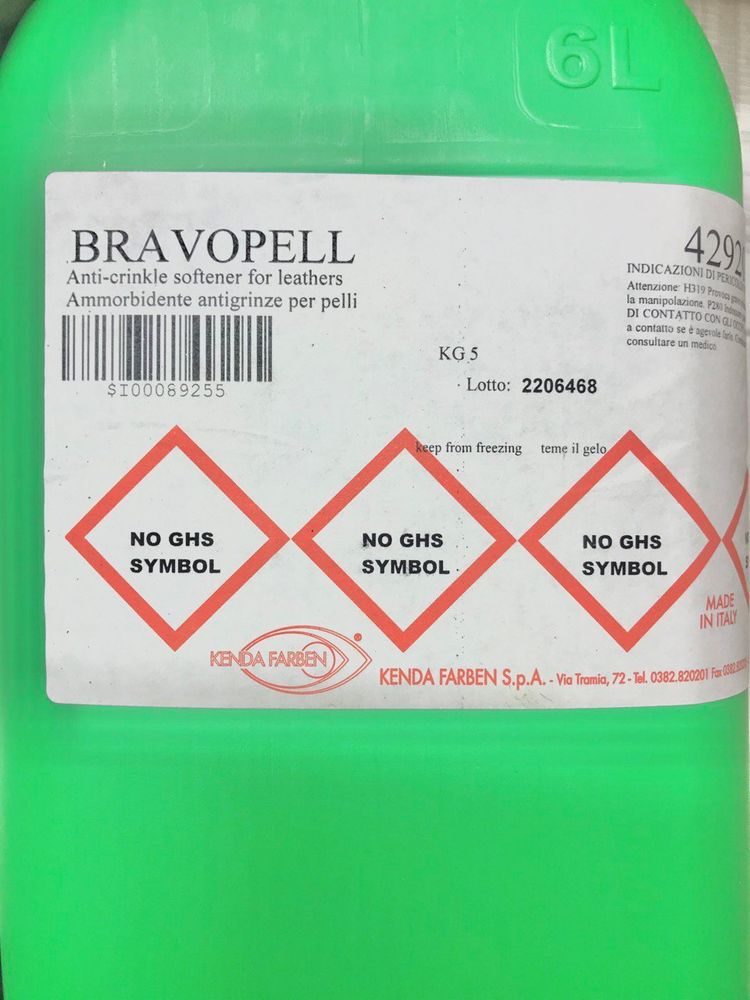 6L
BRAVOPELL
Anti-crinkle softener for leathers
Ammorbidente antigrinze per pelli
$I00089255
4292
INDICAZIONI DI
Attenzione: H319 Provoca
la manipolazione. P280
DI CONTATTO CON GLI
a contatto se è agevole farlo.
consultare un medico
KG 5
Lotto: 2206468
keep from freezing teme il gelo
NO GHS
SYMBOL
NO GHS
SYMBOL
NO GHS
SYMBOL
MADE
IN ITALY
KENDA FARBEN ®
KENDA FARBEN S.p.A. - Via Tramia, 72 - Tel. 0382.820201 Fax